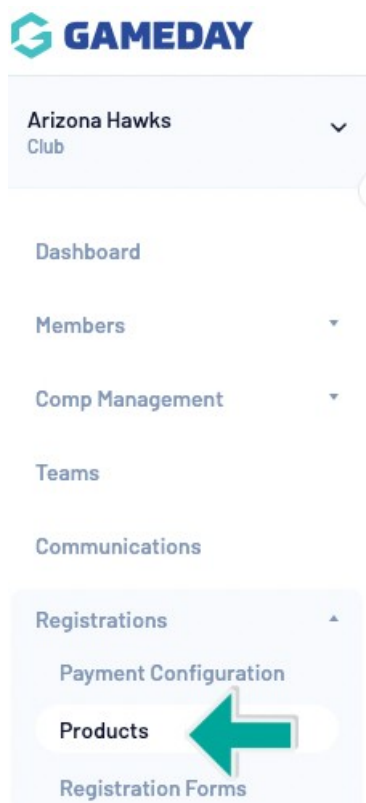 GAMEDAY
Arizona Hawks
Club
Dashboard
Members
Comp Management
Teams
Communications
Registrations
Payment Configuration
Products
Registration Forms